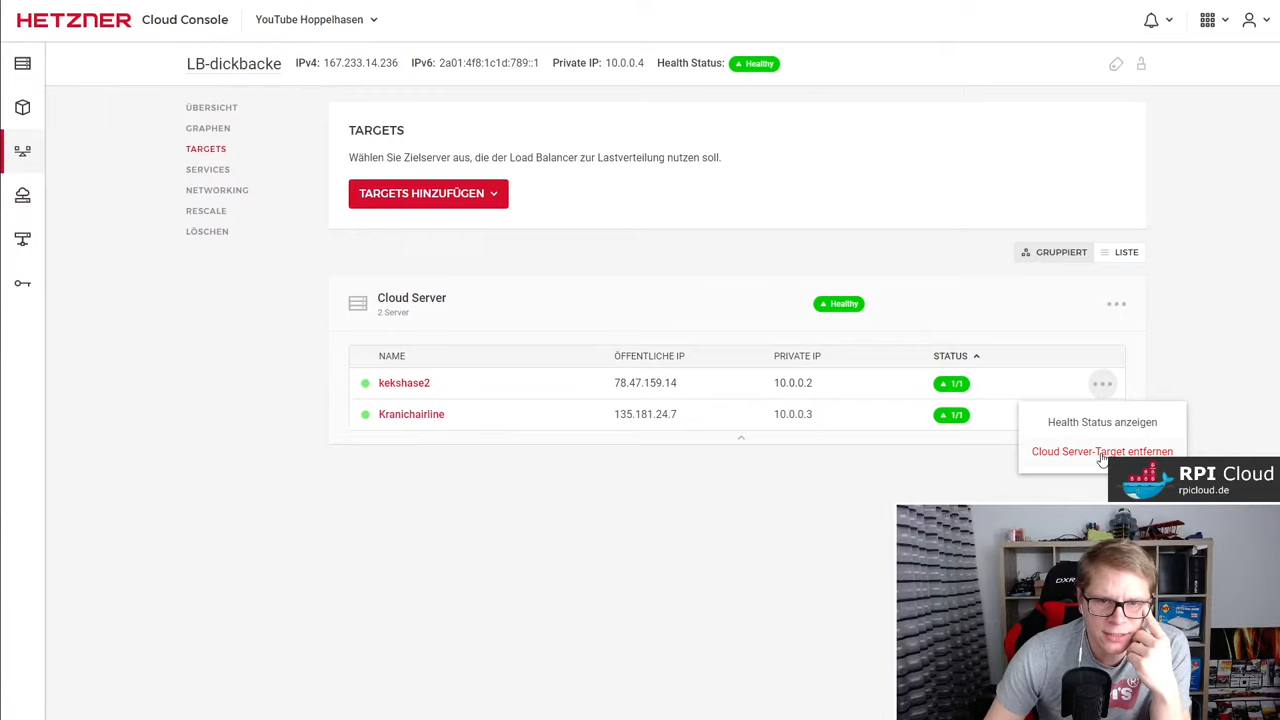 HETZNER Cloud Console YouTube Hoppelhasen
LB-dickbacke IPv4: 167.233.14.236 IPv6: 2a01:4f8:1c1d:789::1 Private IP: 10.0.0.4 Health Status: Healthy
ÜBERSICHT
GRAPHEN
TARGETS
SERVICES
NETWORKING
RESCALE
LÖSCHEN
TARGETS
Wählen Sie Zielserver aus, die der Load Balancer zur Lastverteilung nutzen soll.
TARGETS HINZUFÜGEN
GRUPPIERT LISTE
Cloud Server
2 Server
Healthy
NAME ÖFFENTLICHE IP PRIVATE IP STATUS
kekshase2 78.47.159.14 10.0.0.2 1/1
Kranichairline 135.181.24.7 10.0.0.3 1/1
Health Status anzeigen
Cloud Server-Target entfernen
RPI Cloud
rpicloud.de
DXR